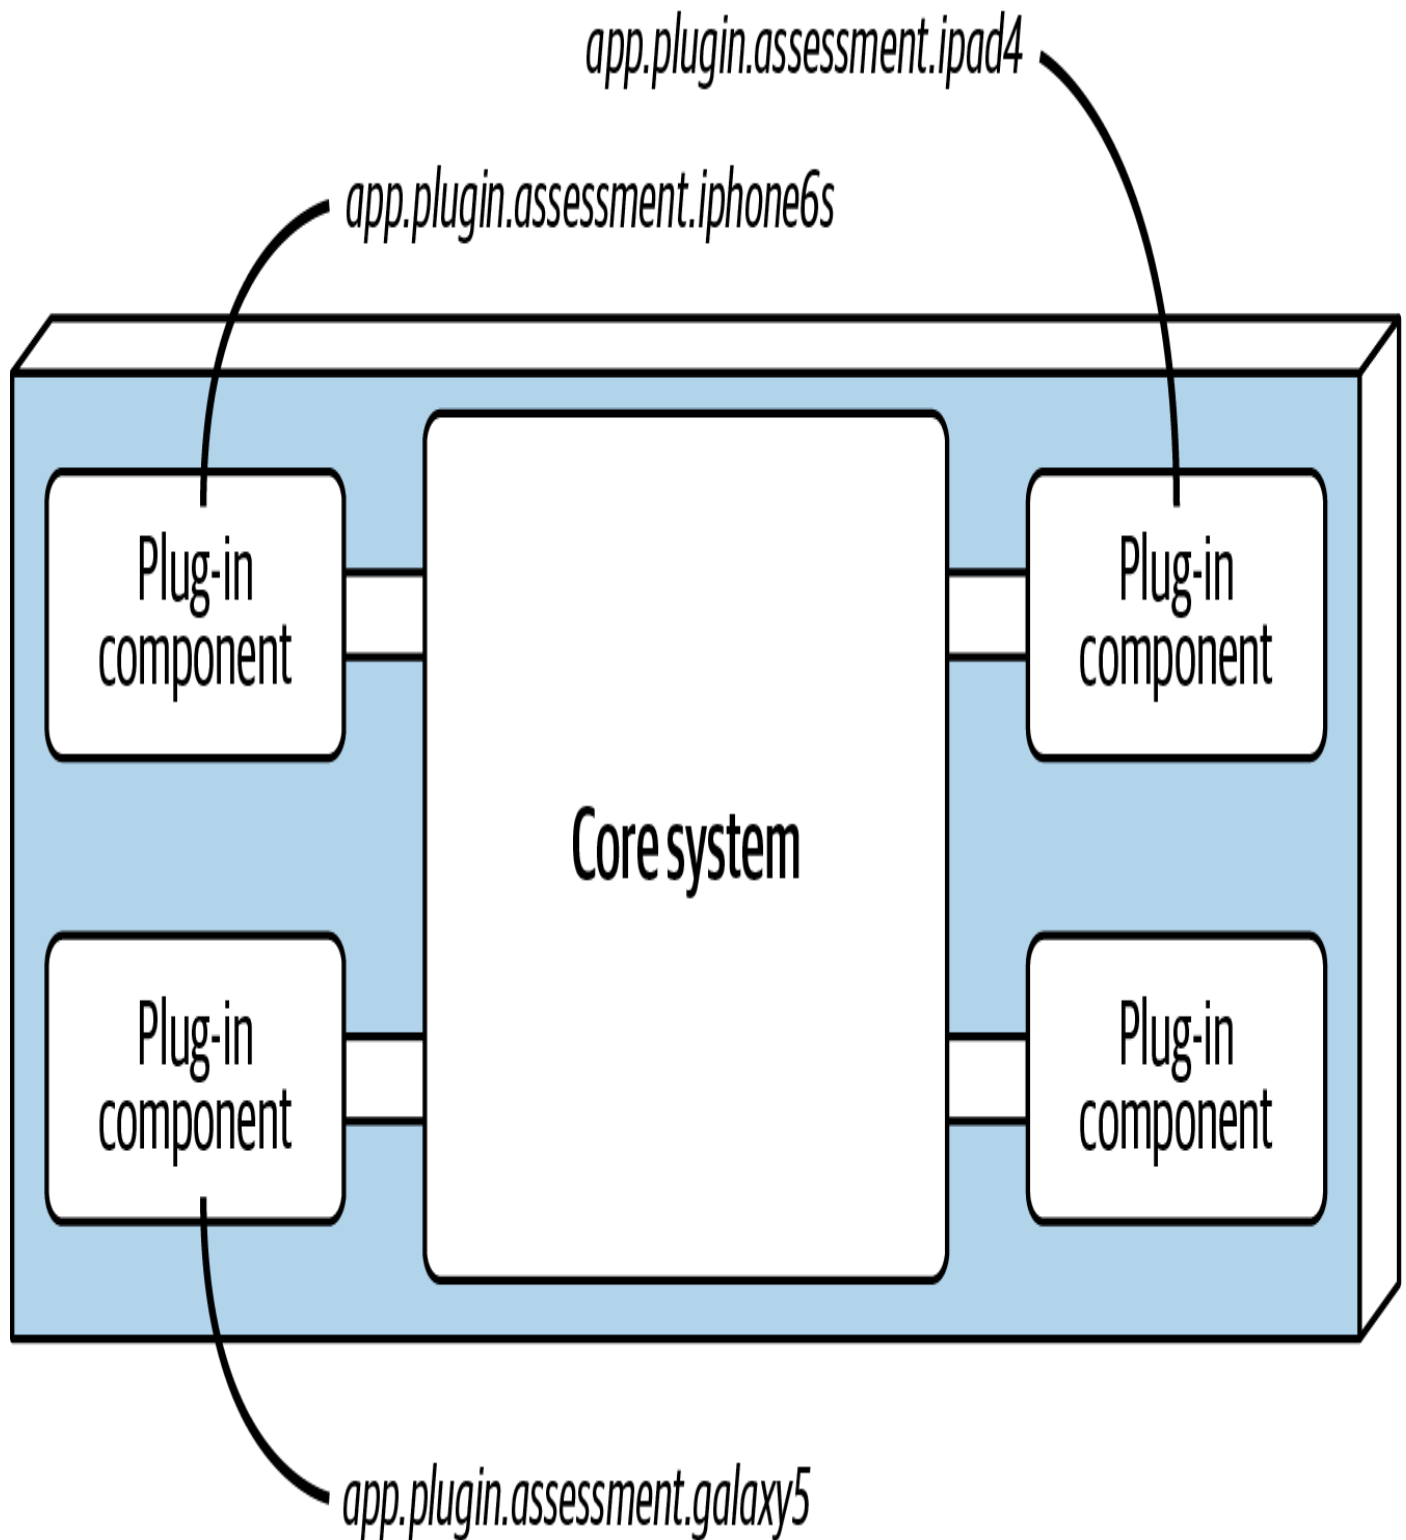 app.plugin.assessment.ipad4
app.plugin.assessment.iphone6s
Plug-in
component
Plug-in
component
Core system
Plug-in
component
Plug-in
component
app.plugin.assessment.galaxy5